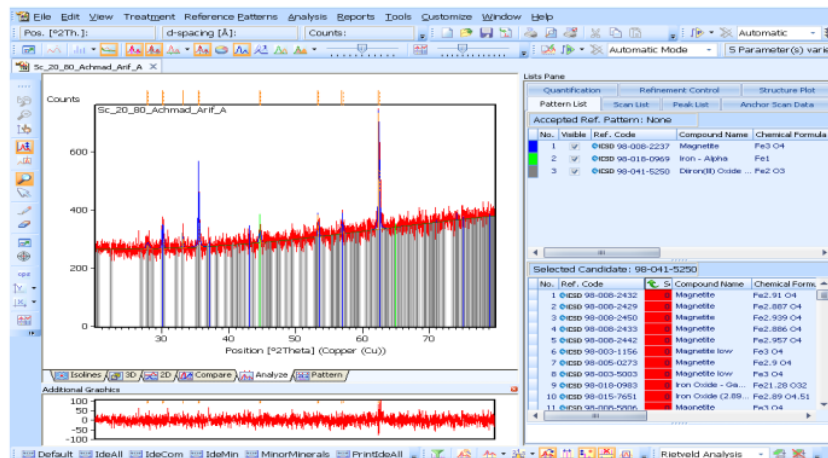 File Edit View Treatment Reference Patterns Analysis Reports Tools Customize Window Help
Pos. [°2Th.]: d-spacing [Å]: Counts: Automatic
Automatic Mode 5 Parameter(s) varie
Sc_20_80_Achmad_Arif_A
Counts
Sc_20_80_Achmad_Arif_A
600
400
200
0
30 40 50 60 70
Position [°2Theta] (Copper (Cu))
Isolines 3D 2D Compare Analyze Pattern
Additional Graphics
100
50
0
-50
-100
Lists Pane
Quantification Refinement Control Structure Plot
Pattern List Scan List Peak List Anchor Scan Data
Accepted Ref. Pattern: None
No. Visible Ref. Code Compound Name Chemical Formula
1 ICSD 98-008-2237 Magnetite Fe3 O4
2 ICSD 98-018-0969 Iron - Alpha Fe1
3 ICSD 98-041-5250 Diiron(III) Oxide ... Fe2 O3
Selected Candidate: 98-041-5250
No. Ref. Code S Compound Name Chemical Formu
1 ICSD 98-008-2432 Magnetite Fe2.91 O4
2 ICSD 98-008-2429 Magnetite Fe2.887 O4
3 ICSD 98-008-2450 Magnetite Fe2.939 O4
4 ICSD 98-008-2433 Magnetite Fe2.886 O4
5 ICSD 98-008-2442 Magnetite Fe2.957 O4
6 ICSD 98-003-1156 Magnetite low Fe3 O4
7 ICSD 98-005-0273 Magnetite Fe2.9 O4
8 ICSD 98-003-5003 Magnetite low Fe3 O4
9 ICSD 98-018-0983 Iron Oxide - Ga... Fe21.28 O32
10 ICSD 98-015-7651 Iron Oxide (2.89... Fe2.89 O4.51
11 ICSD 98-008-5806 Magnetite Fe3 O4
Default IdeAll IdeCom IdeMin MinorMinerals PrintIdeAll Rietveld Analysis